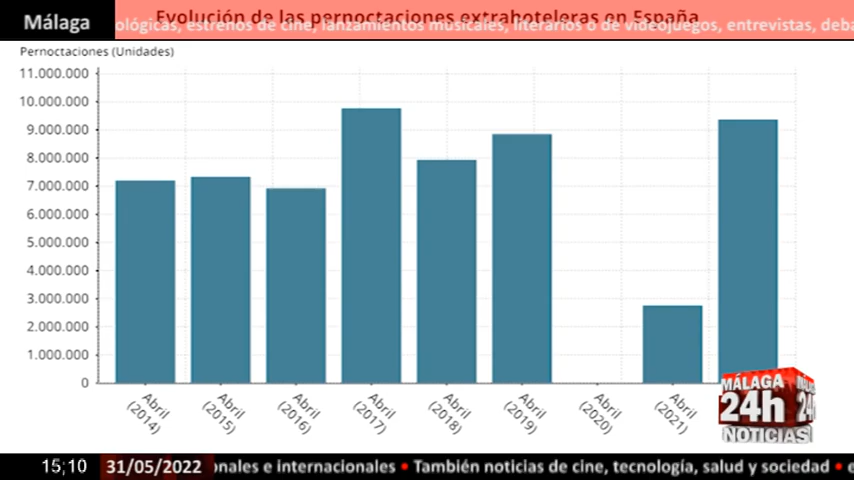 Málaga
Evolución de las pernoctaciones extrahoteleras en España
ológicas, estrenos de cine, lanzamientos musicales, literarios o de videojuegos, entrevistas, deba
Pernoctaciones (Unidades)
11.000.000
10.000.000
9.000.000
8.000.000
7.000.000
6.000.000
5.000.000
4.000.000
3.000.000
2.000.000
1.000.000
0
Abril (2014)
Abril (2015)
Abril (2016)
Abril (2017)
Abril (2018)
Abril (2019)
Abril (2020)
Abril (2021)
MÁLAGA
24h
NOTICIAS
15:10
31/05/2022
onales e internacionales • También noticias de cine, tecnología, salud y sociedad • e